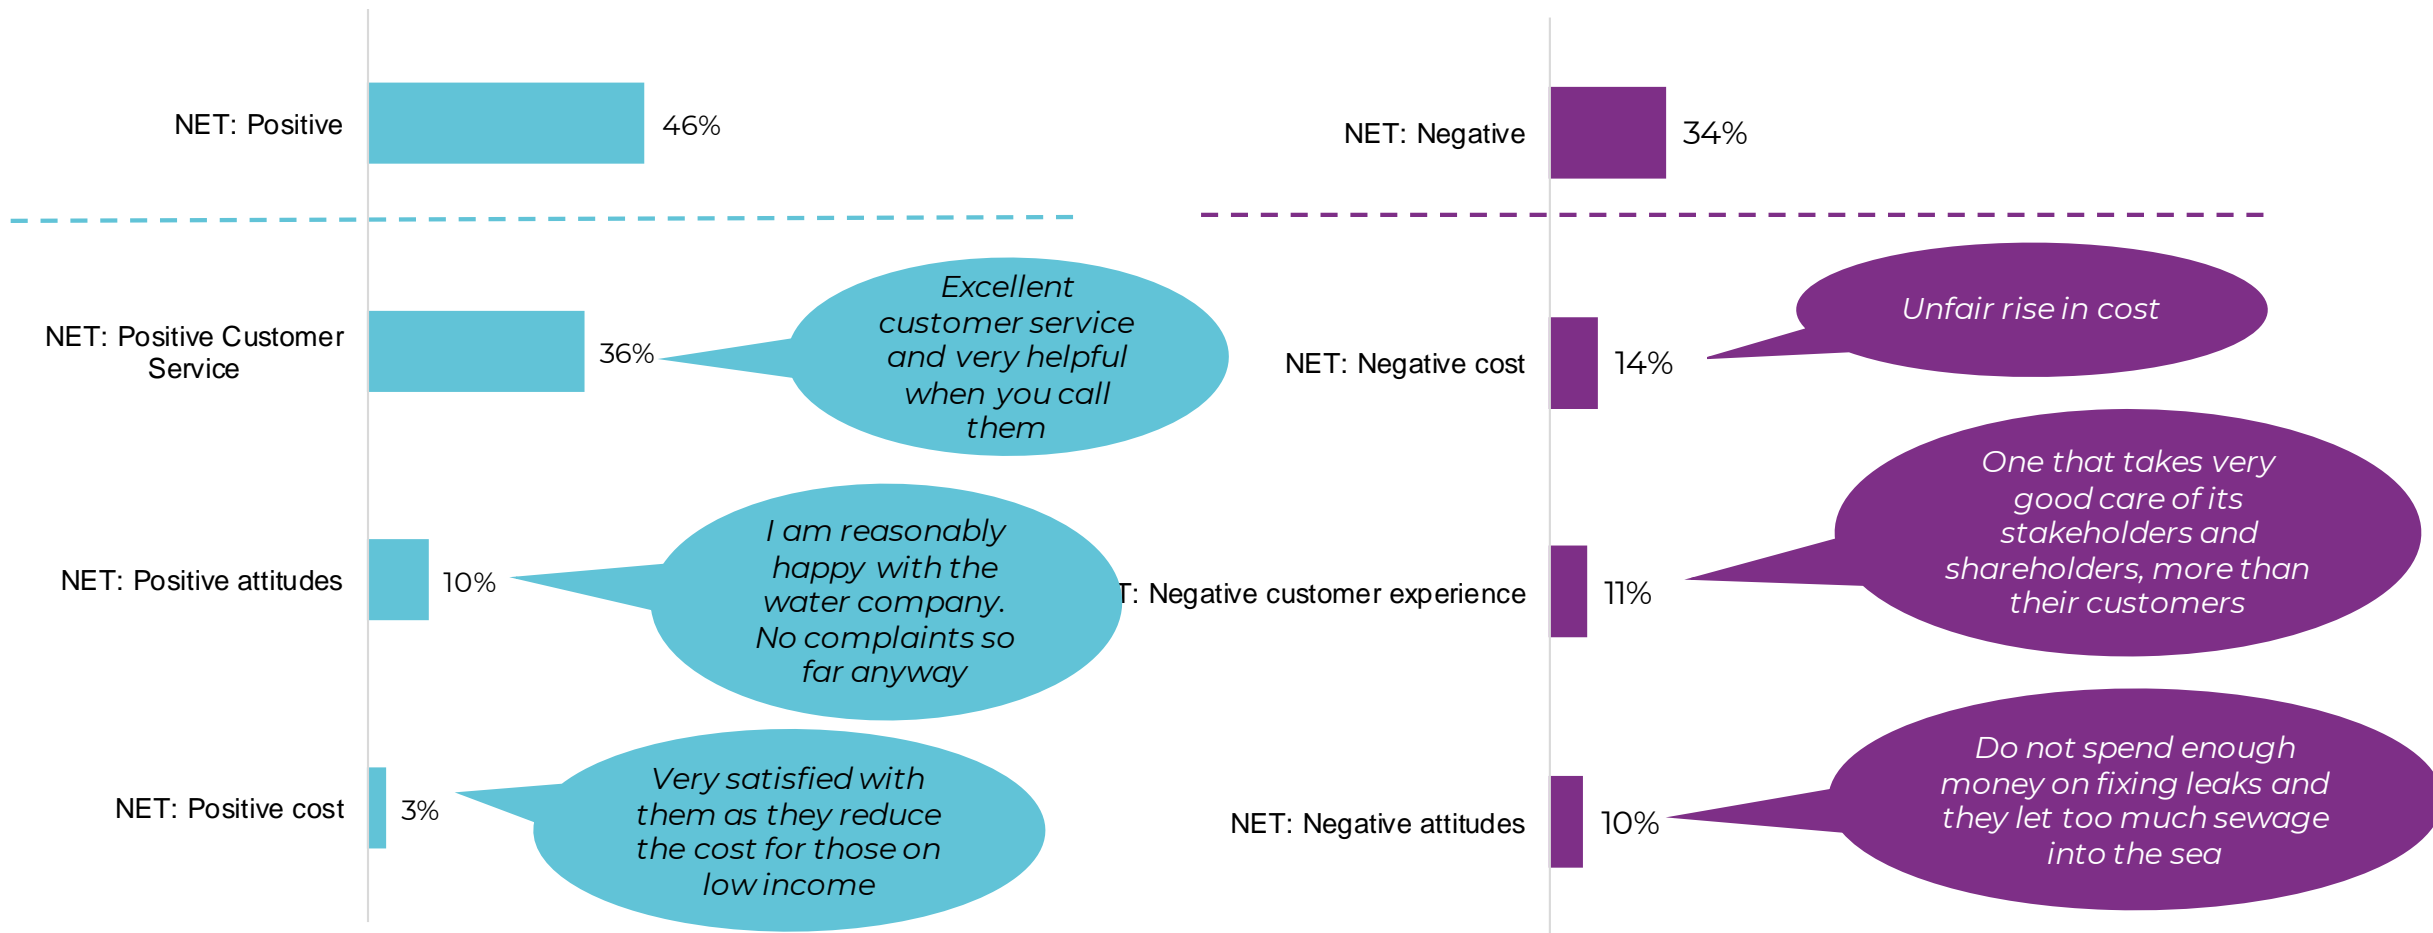 NET: Positive
46%
NET: Positive Customer
Service
36%
Excellent
customer service
and very helpful
when you call
them
NET: Positive attitudes
10%
I am reasonably
happy with the
water company.
No complaints so
far anyway
NET: Positive cost
3%
Very satisfied with
them as they reduce
the cost for those on
low income
NET: Negative
34%
NET: Negative cost
14%
Unfair rise in cost
T: Negative customer experience
11%
One that takes very
good care of its
stakeholders and
shareholders, more than
their customers
NET: Negative attitudes
10%
Do not spend enough
money on fixing leaks and
they let too much sewage
into the sea